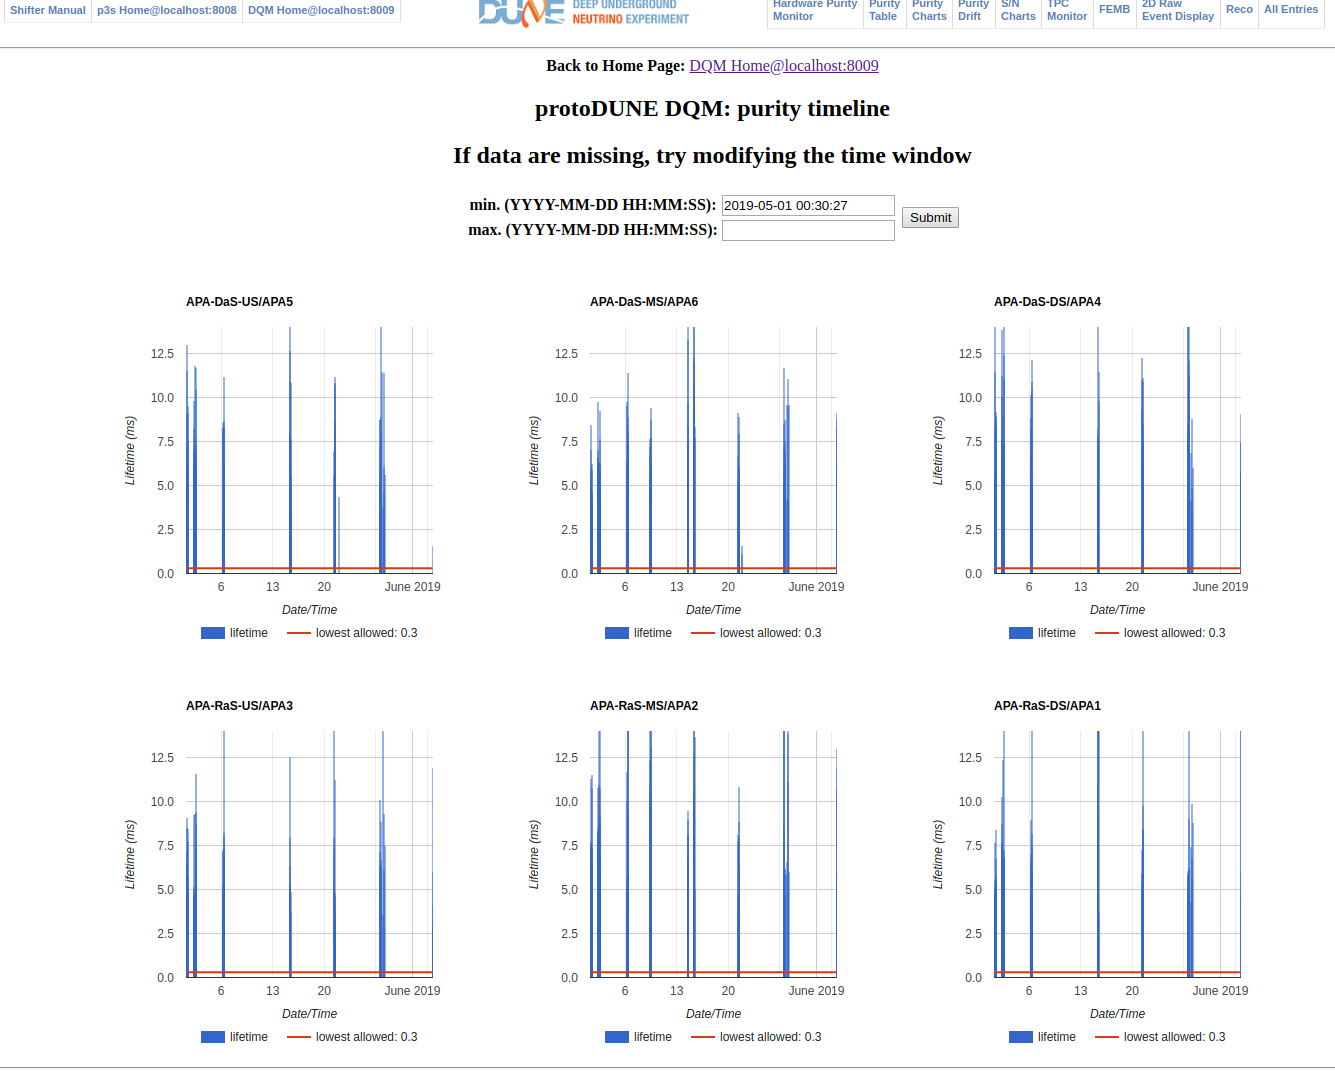 Shifter Manual p3s Home@localhost:8008 DQM Home@localhost:8009
DUNE DEEP UNDERGROUND
NEUTRINO EXPERIMENT
Hardware Purity
Monitor
Purity
Table
Purity
Charts
Purity
Drift
S/N
Charts
TPC
Monitor
FEMB
2D Raw
Event Display
Reco
All Entries
Back to Home Page: DQM Home@localhost:8009
protoDUNE DQM: purity timeline
If data are missing, try modifying the time window
min. (YYYY-MM-DD HH:MM:SS): 2019-05-01 00:30:27
max. (YYYY-MM-DD HH:MM:SS):
Submit
APA-DaS-US/APA5
Lifetime (ms)
12.5
10.0
7.5
5.0
2.5
0.0
6 13 20 June 2019
Date/Time
lifetime lowest allowed: 0.3
APA-DaS-MS/APA6
Lifetime (ms)
12.5
10.0
7.5
5.0
2.5
0.0
6 13 20 June 2019
Date/Time
lifetime lowest allowed: 0.3
APA-DaS-DS/APA4
Lifetime (ms)
12.5
10.0
7.5
5.0
2.5
0.0
6 13 20 June 2019
Date/Time
lifetime lowest allowed: 0.3
APA-RaS-US/APA3
Lifetime (ms)
12.5
10.0
7.5
5.0
2.5
0.0
6 13 20 June 2019
Date/Time
lifetime lowest allowed: 0.3
APA-RaS-MS/APA2
Lifetime (ms)
12.5
10.0
7.5
5.0
2.5
0.0
6 13 20 June 2019
Date/Time
lifetime lowest allowed: 0.3
APA-RaS-DS/APA1
Lifetime (ms)
12.5
10.0
7.5
5.0
2.5
0.0
6 13 20 June 2019
Date/Time
lifetime lowest allowed: 0.3